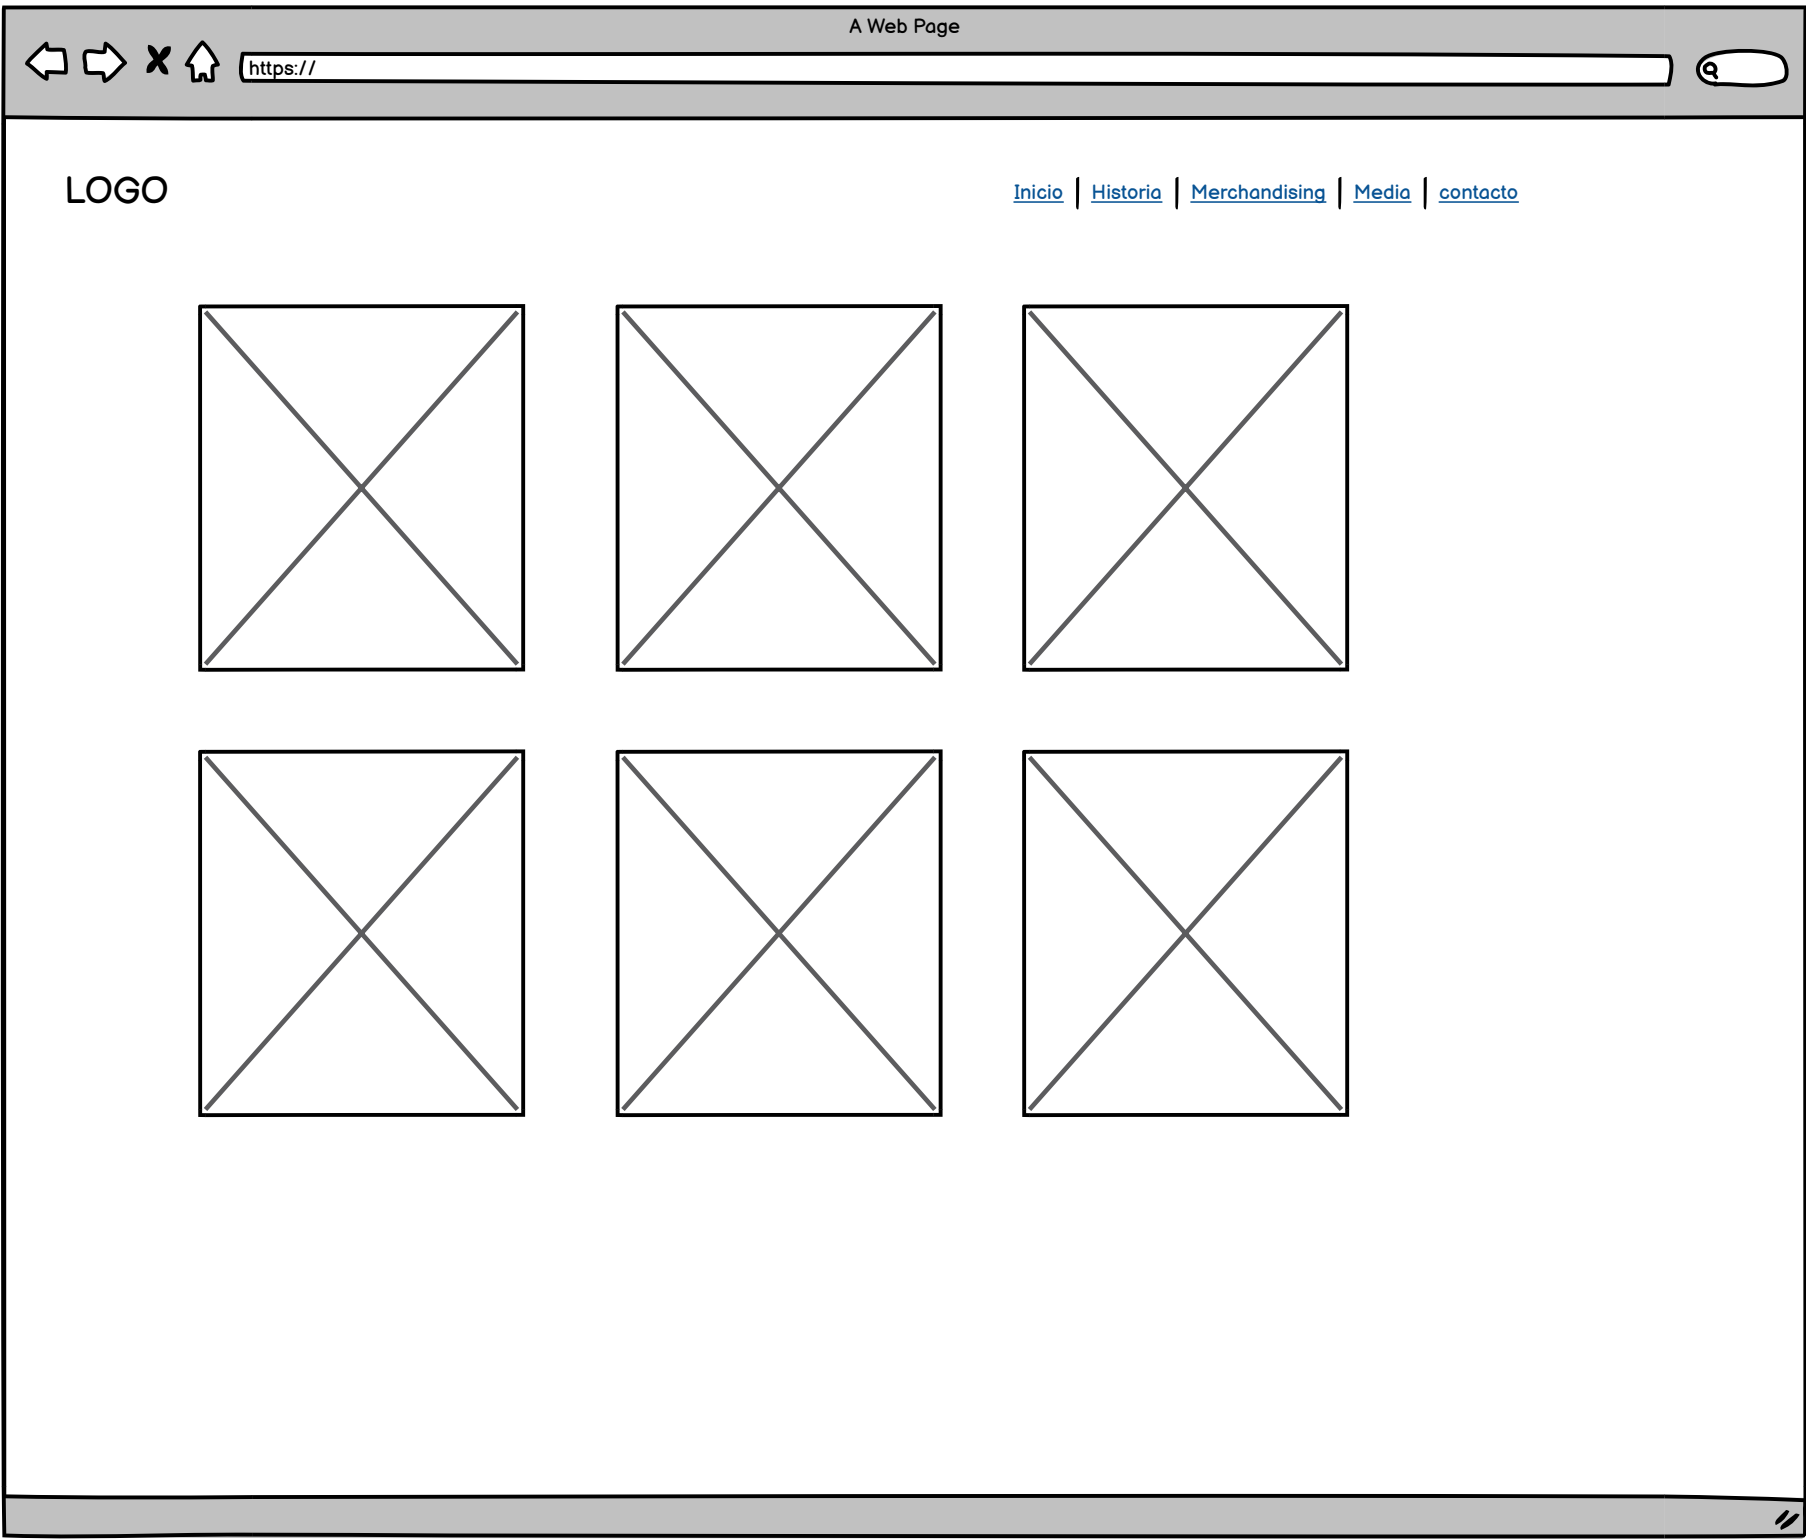 A Web Page
https://
LOGO
Inicio | Historia | Merchandising | Media | contacto